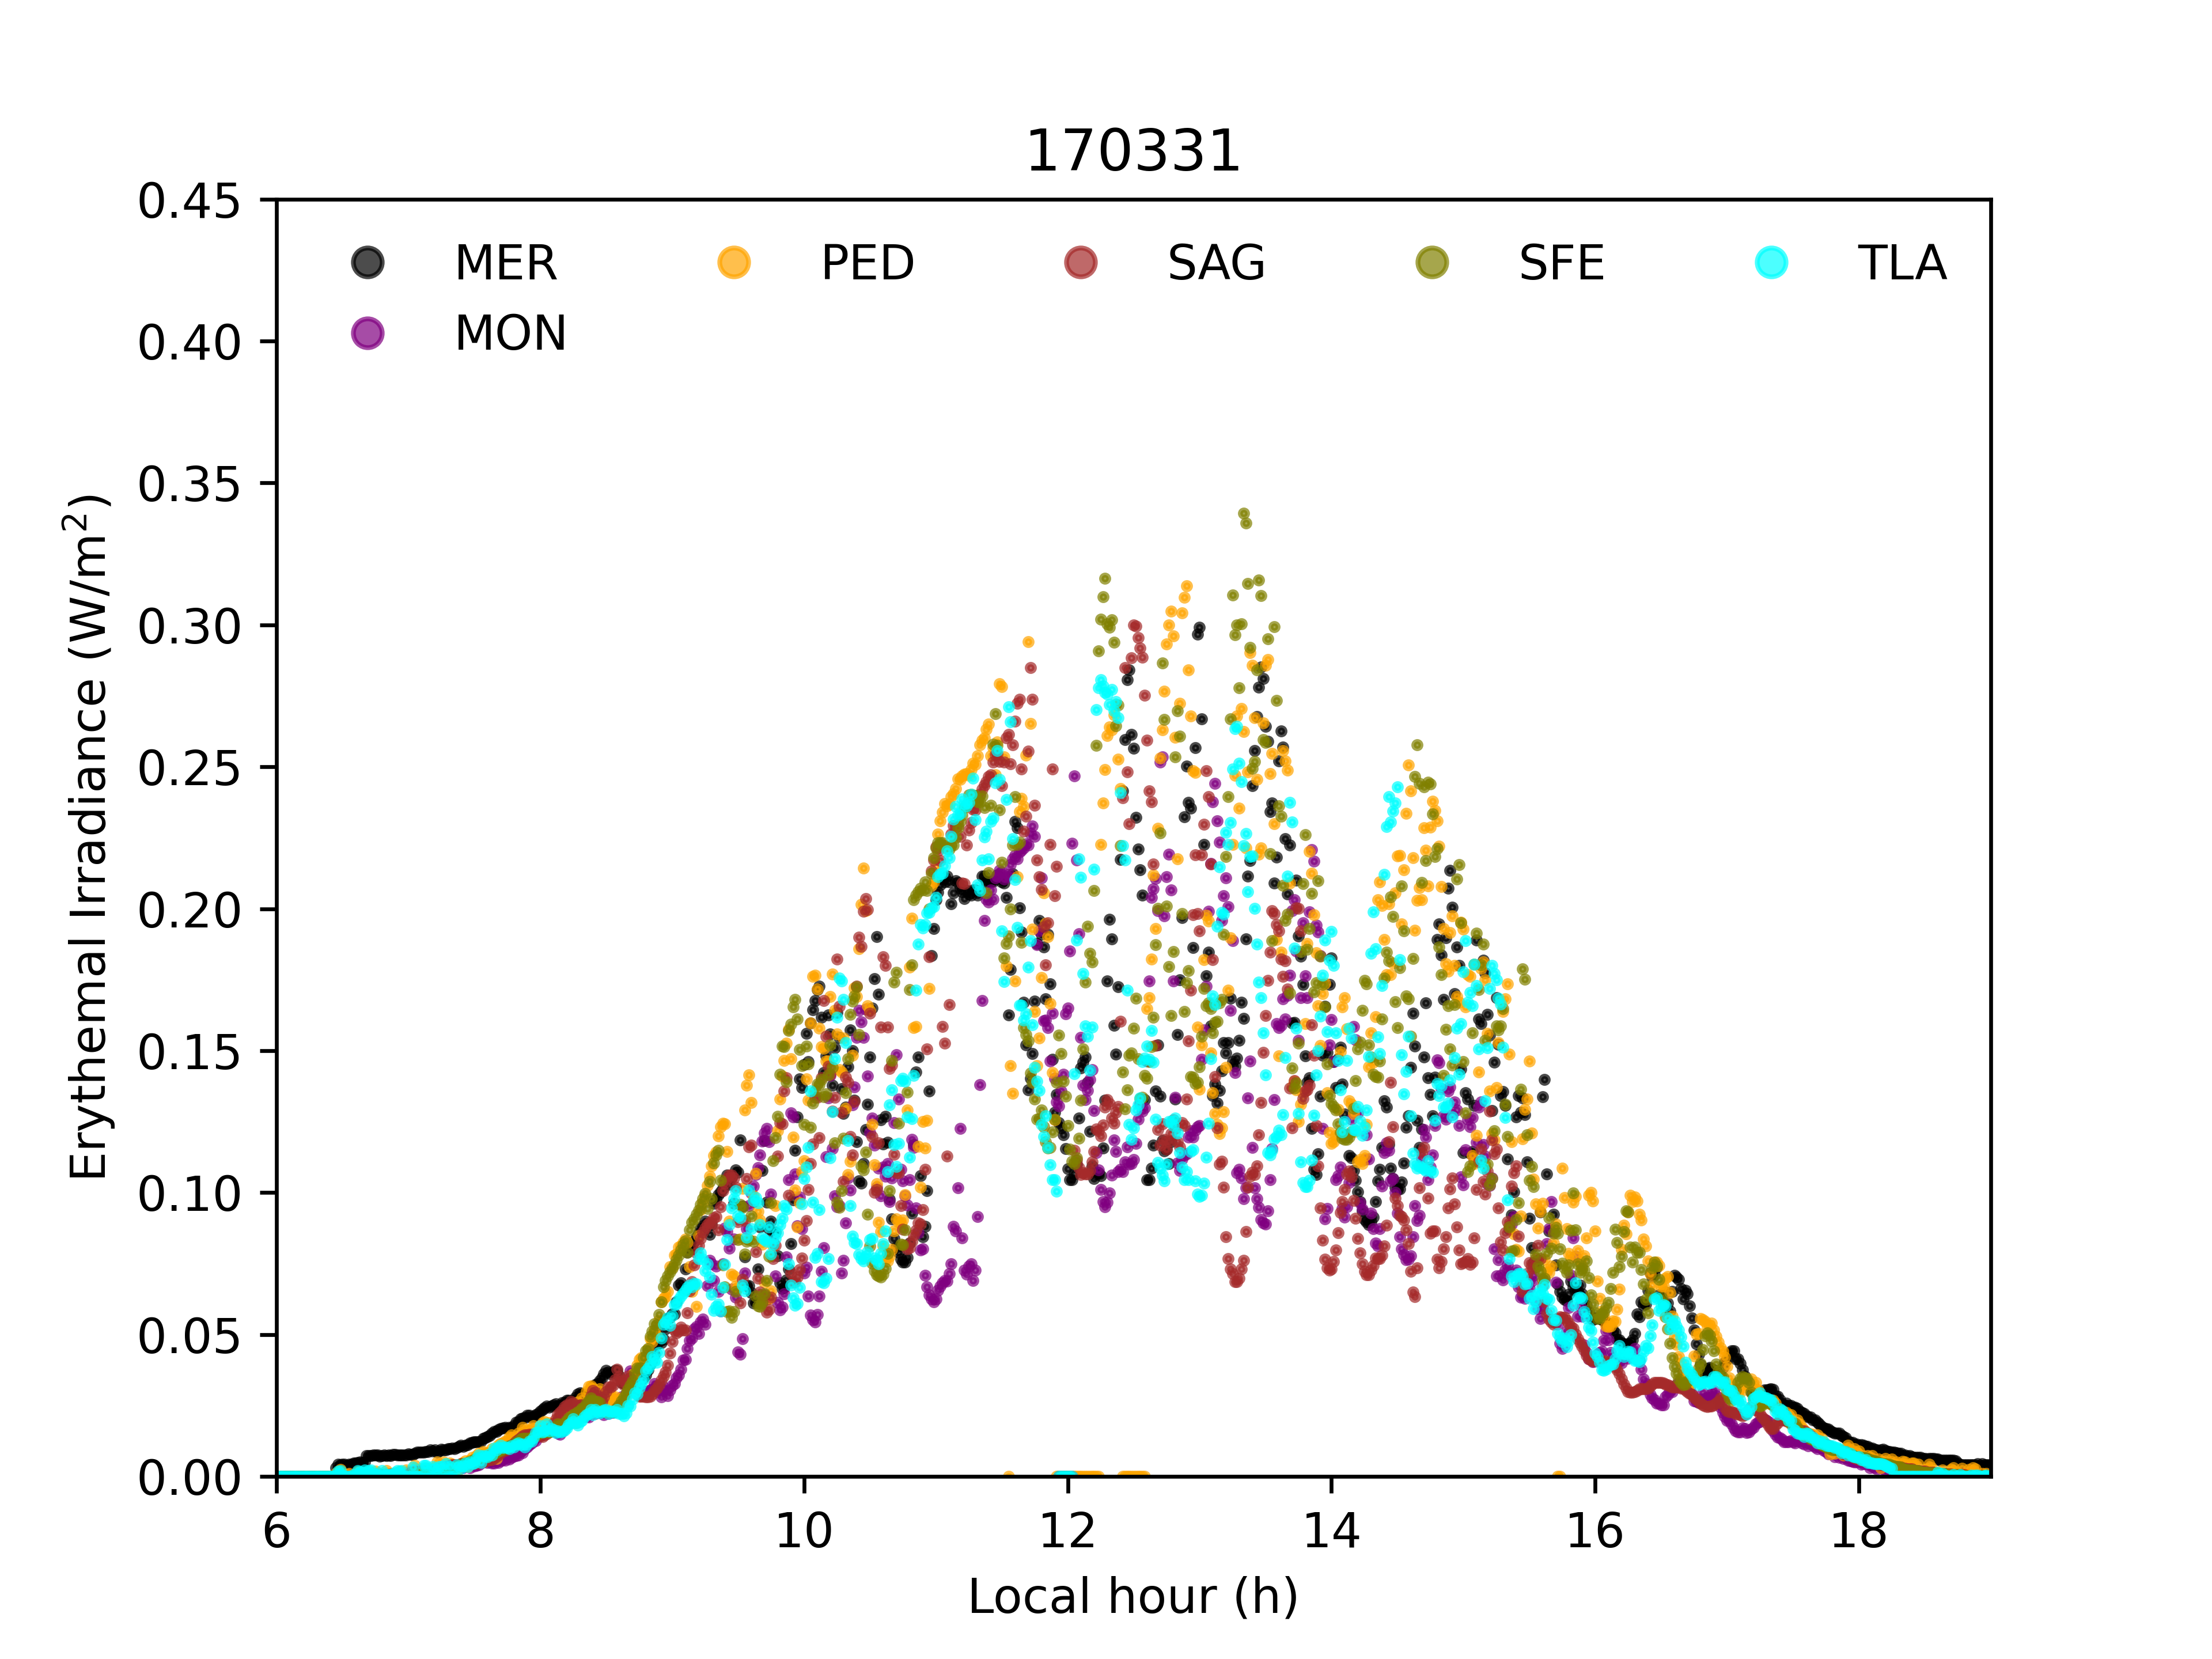 170331
0.45
0.40
0.35
0.30
0.25
0.20
0.15
0.10
0.05
0.00
Erythemal Irradiance (W/m²)
MER PED SAG SFE TLA
MON
6 8 10 12 14 16 18
Local hour (h)